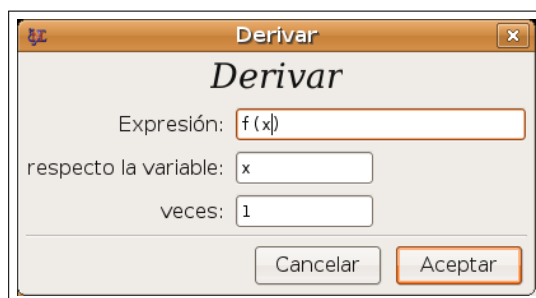 Derivar
Derivar
Expresión: f(x)
respecto la variable: x
veces: 1
Cancelar Aceptar